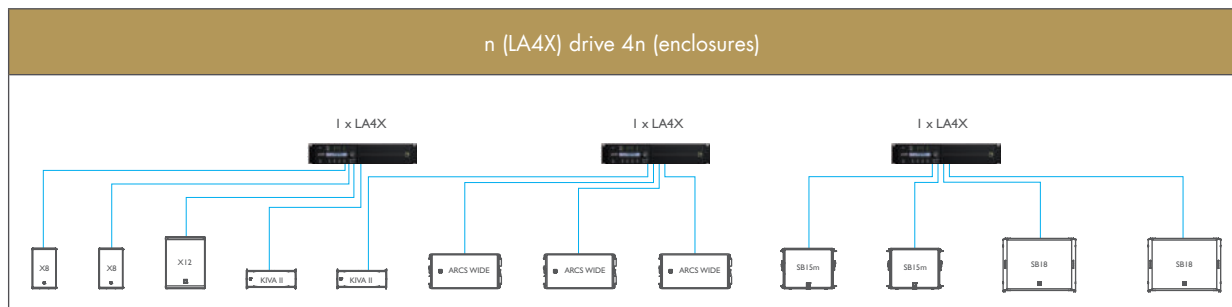 n (LA4X) drive 4n (enclosures)
1 x LA4X
1 x LA4X
1 x LA4X
X8
X8
X12
KIVA II
KIVA II
ARCS WIDE
ARCS WIDE
ARCS WIDE
SB15m
SB15m
SB18
SB18